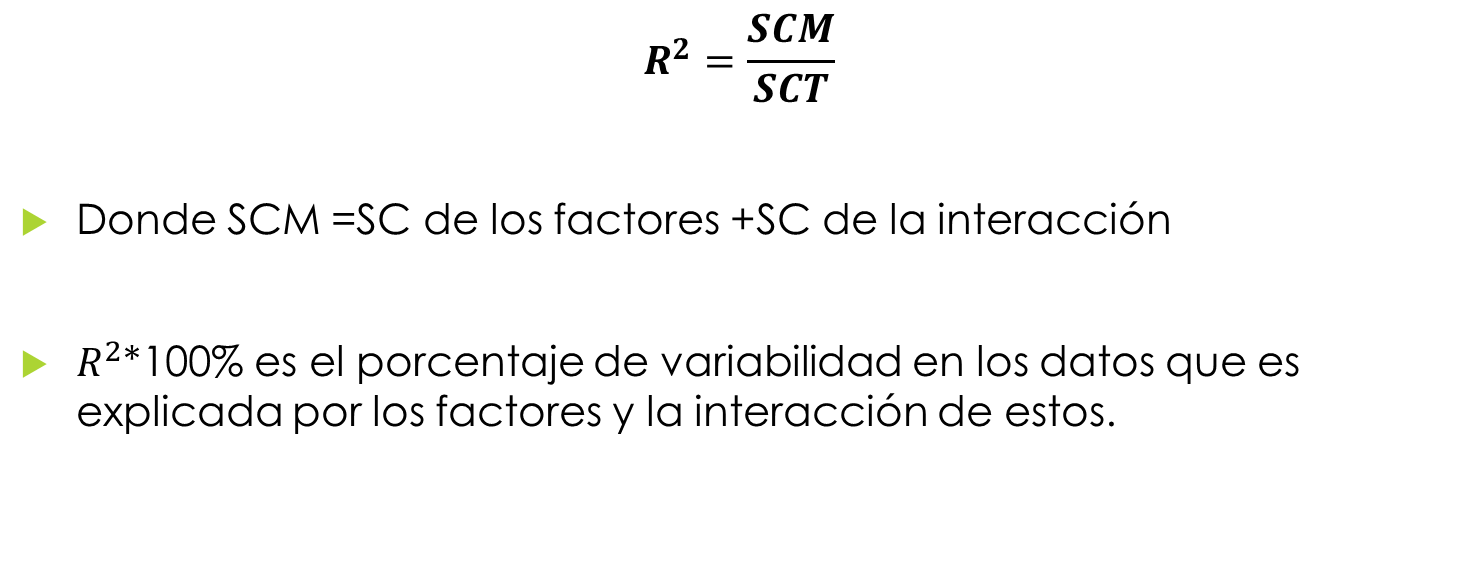 R² = SCM/SCT
Donde SCM =SC de los factores +SC de la interacción
R²*100% es el porcentaje de variabilidad en los datos que es
explicada por los factores y la interacción de estos.